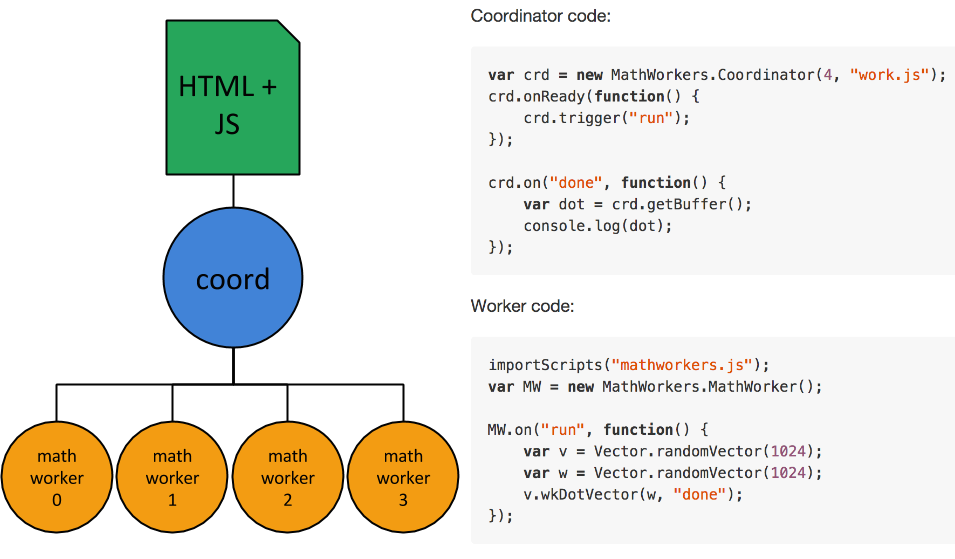 HTML +
JS
coord
math
worker
0
math
worker
1
math
worker
2
math
worker
3
Coordinator code:
var crd = new MathWorkers.Coordinator(4, "work.js");
crd.onReady(function() {
    crd.trigger("run");
});
crd.on("done", function() {
    var dot = crd.getBuffer();
    console.log(dot);
});
Worker code:
importScripts("mathworkers.js");
var MW = new MathWorkers.MathWorker();
MW.on("run", function() {
    var v = Vector.randomVector(1024);
    var w = Vector.randomVector(1024);
    v.wkDotVector(w, "done");
});